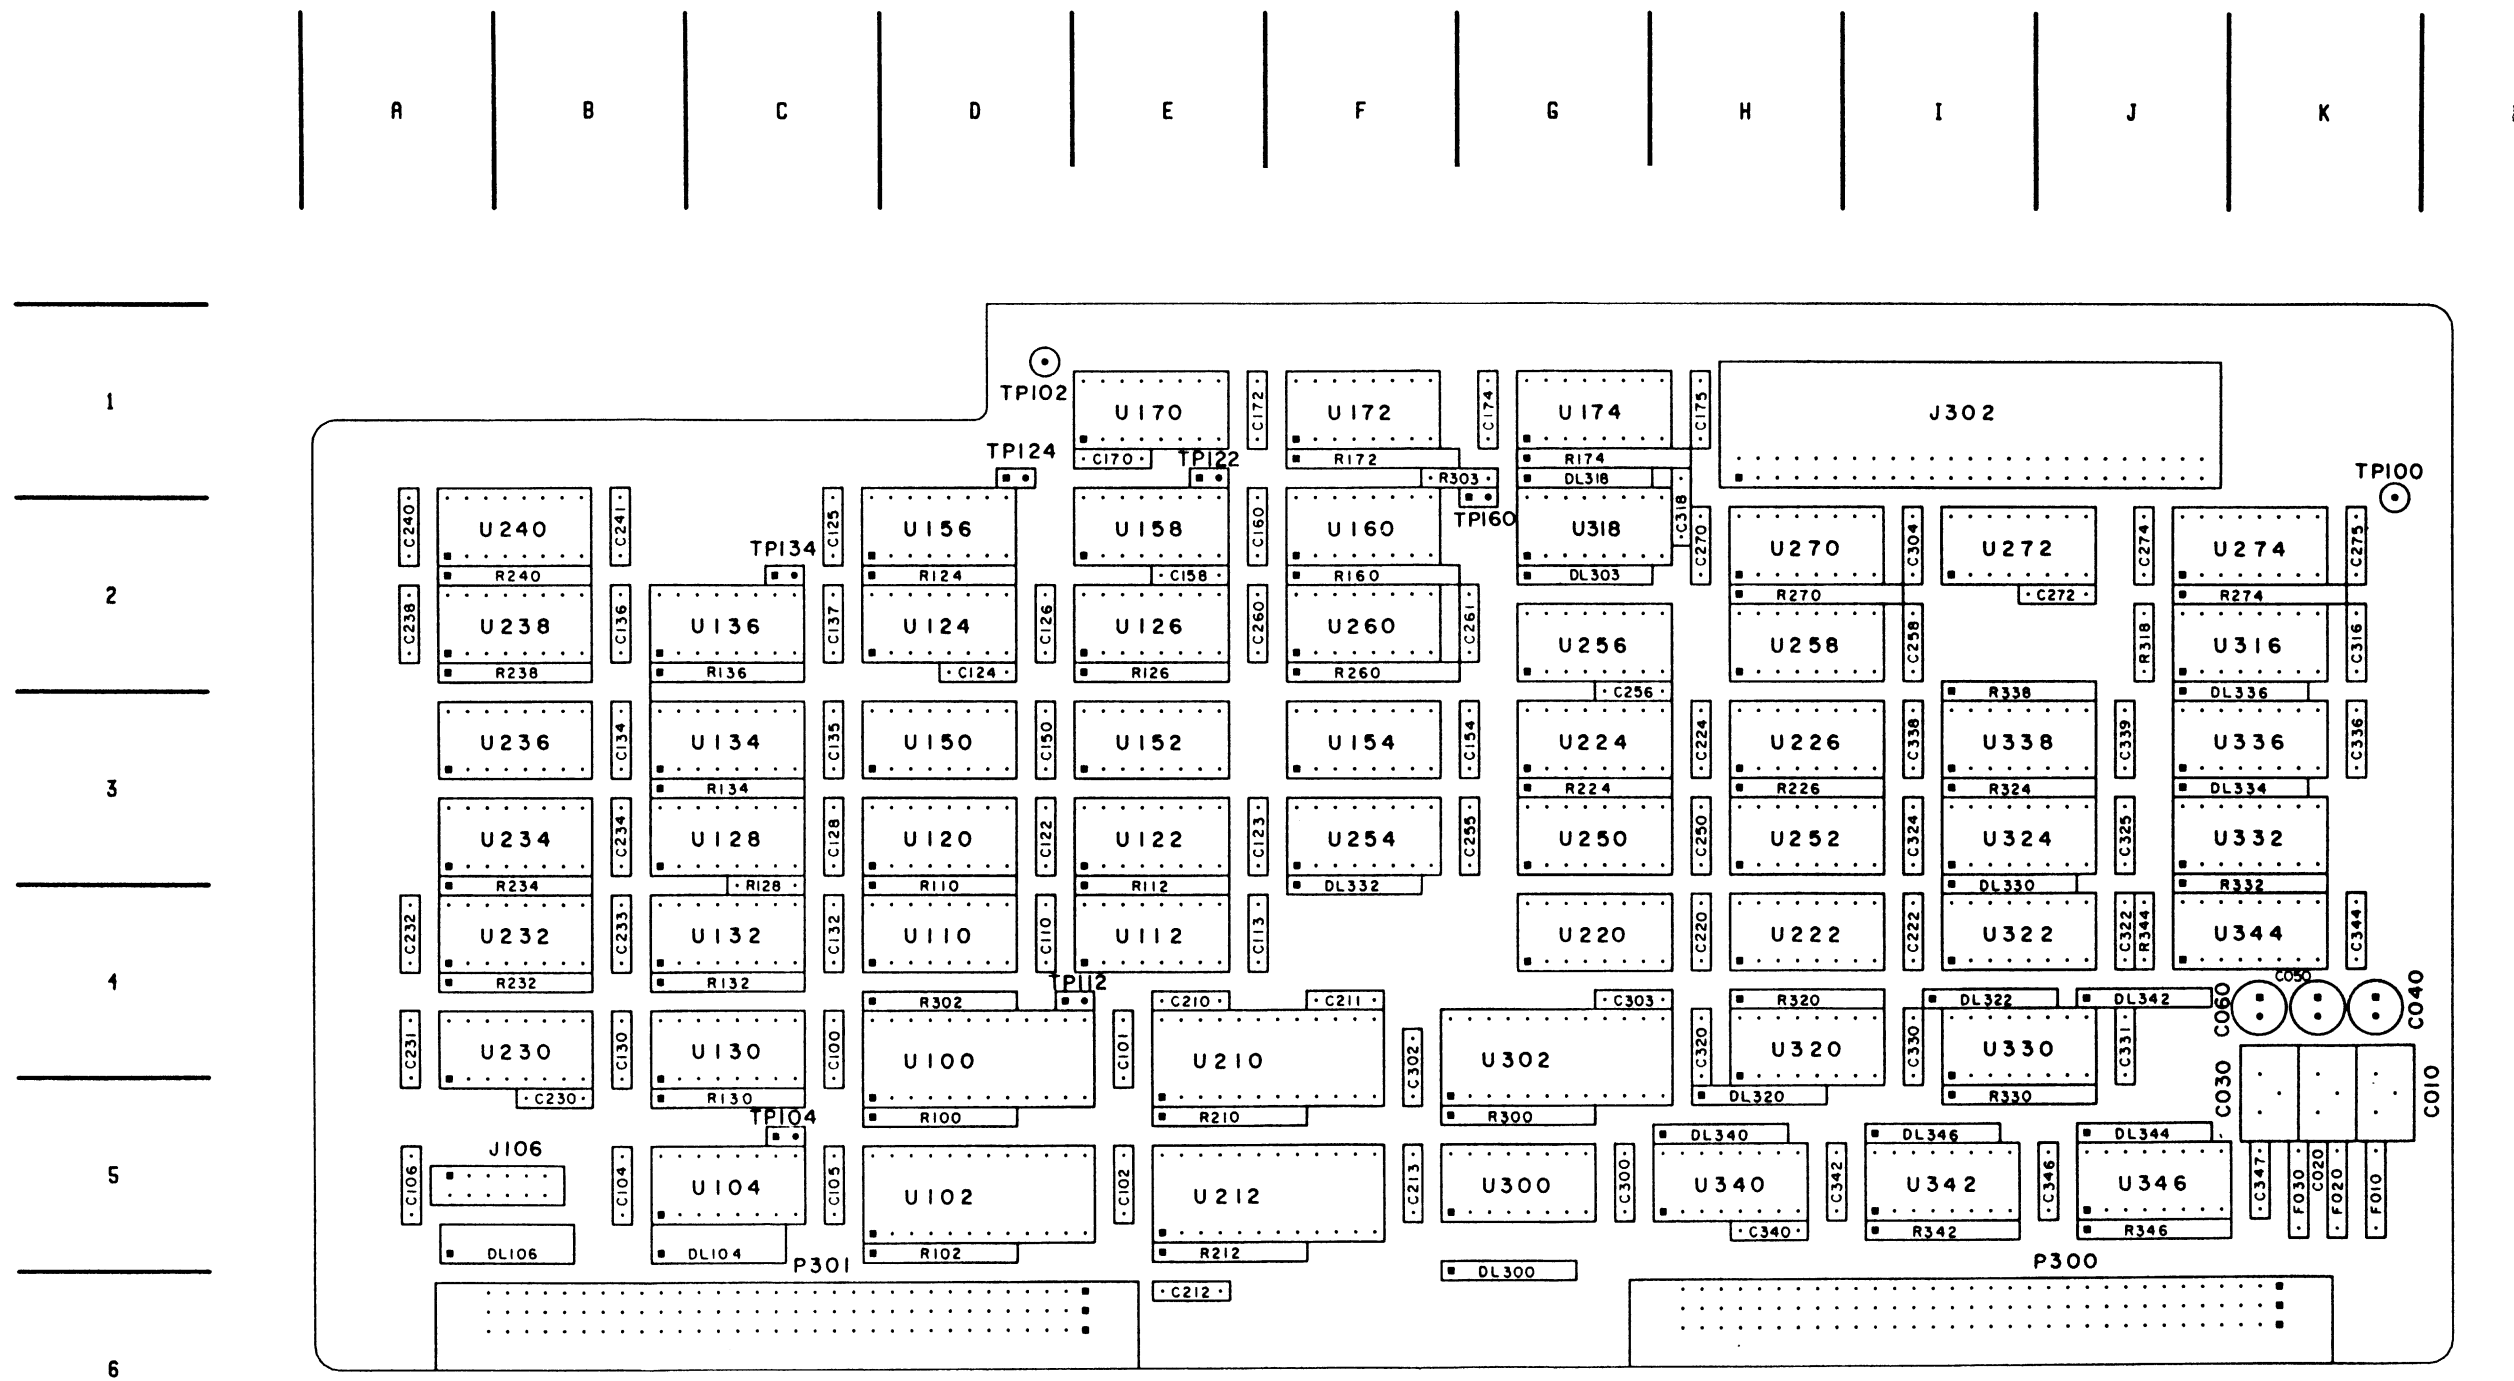 A B C D E F G H I J K
1
TP102
U170 C172 U172 C174 U174 C175 J302
TP124 C170 TP122 R172 R174
R303 DL318 TP100
C240 U240 C241 C125 U156 U158 C160 U160 TP160 U318 C318 C270 U270 C304 U272 C274 U274 C275
TP134
R240 R124 C158 R160 DL303
2
R270 C272 R274
C238 U238 C136 U136 C137 U124 C126 U126 C260 U260 C261 U256 U258 C258 R318 U316 C316
R238 R136 C124 R126 R260
C256 R338 DL336
U236 C134 U134 C135 U150 C150 U152 U154 C154 U224 C224 U226 C338 U338 C339 U336 C336
3
R134 R224 R226 R324 DL334
U234 C234 U128 C128 U120 C122 U122 C123 U254 C255 U250 C250 U252 C324 U324 C325 U332
R234 R128 R110 R112 DL332 DL330 R332
C232 U232 C233 U132 C132 U110 C110 U112 C113 U220 C220 U222 C222 U322 C322 R344 U344 C344
4
R232 R132 TP112 C050
R302 C210 C211 C303 R320 DL322 DL342 C060 C040
C231 U230 C130 U130 C100 U100 C101 U210 C302 U302 C320 U320 C330 U330 C331
C230 R130 DL320 R330 C030 C010
TP104 R100 R210 R300
DL340 DL346 DL344
J106
5
C106 C104 U104 C105 U102 C102 U212 C213 U300 C300 U340 C342 U342 C346 U346 C347 F030 C020 F020 F010
C340 R342 R346
DL106 DL104 R102 R212
P301 DL300 P300
C212
6